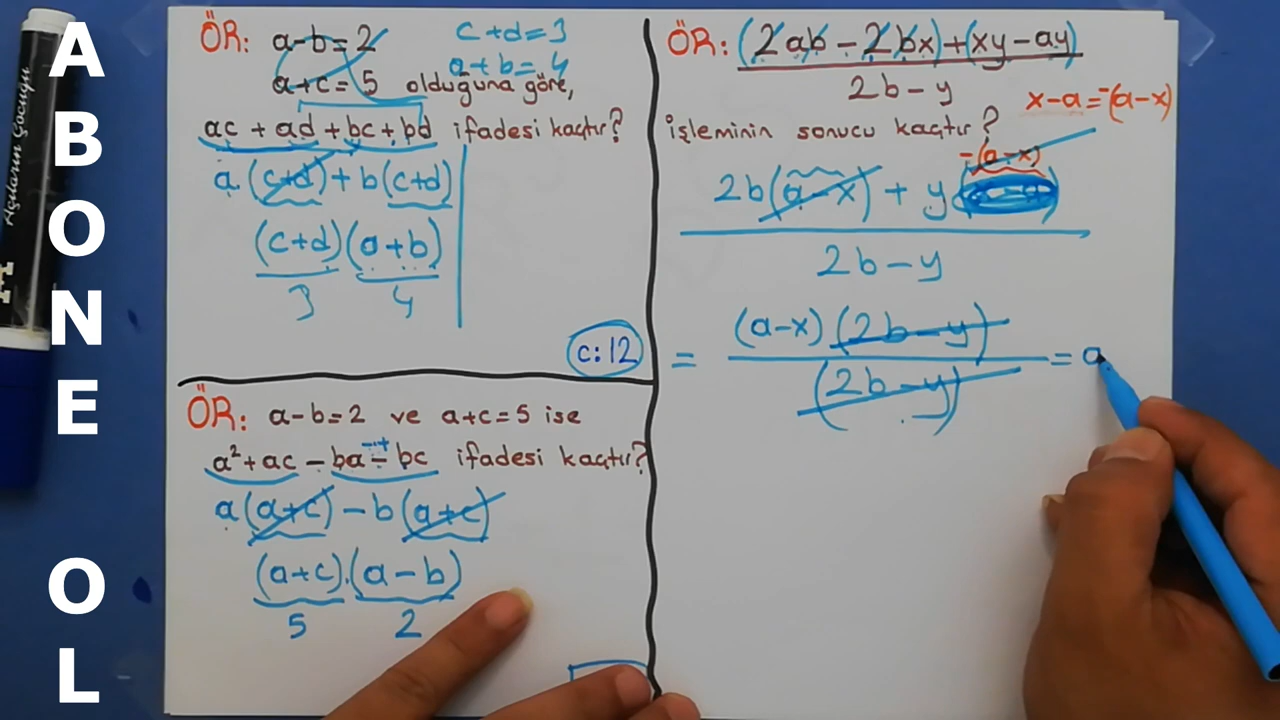 ABONE OL
Açıların Çocuğu
ÖR: a-b=2
c+d=3
a+b=4
a+c=5 olduğuna göre,
ac + ad + bc + bd ifadesi kaçtır?
a.(c+d) + b(c+d)
(c+d)(a+b)
3 4
c:12
ÖR: a-b=2 ve a+c=5 ise
a²+ac - ba - bc ifadesi kaçtır?
a(a+c) - b(a+c)
(a+c).(a-b)
5 2
ÖR: (2ab - 2bx)+(xy-ay)
2b-y
x-a=-(a-x)
işleminin sonucu kaçtır?
-(a-x)
2b(a-x) + y
2b-y
(a-x)(2b-y)
= = a
(2b-y)